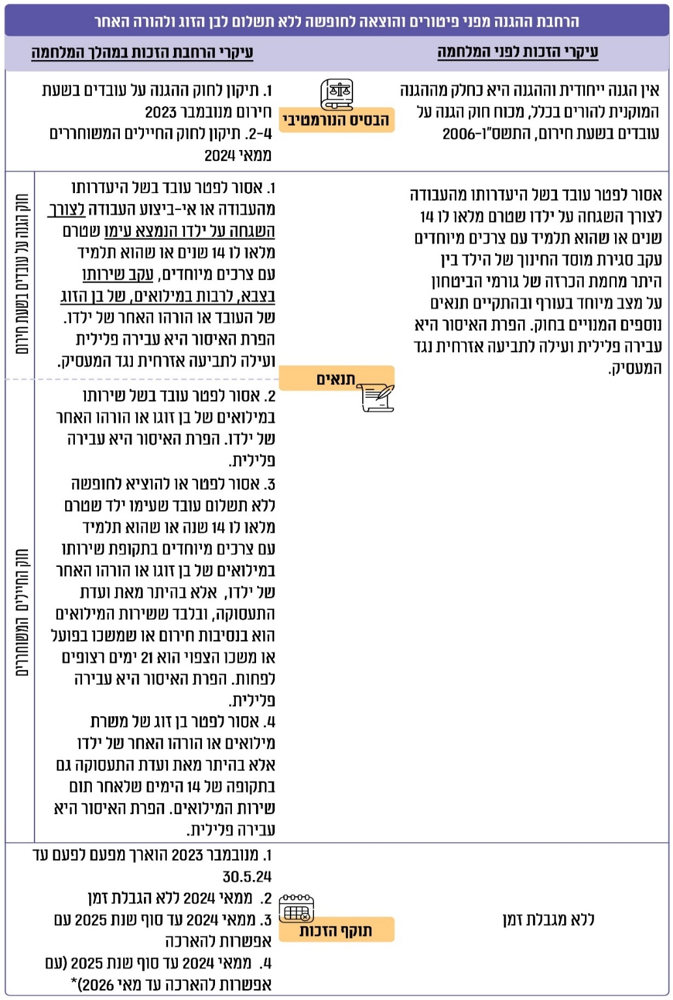 הרחבת ההגנה מפני פיטורים והוצאה לחופשה ללא תשלום לבן הזוג ולהורה האחר
עיקרי הזכות לפני המלחמה
עיקרי הרחבת הזכות במהלך המלחמה
אין הגנה ייחודית וההגנה היא כחלק מההגנה
המוקנית להורים בכלל, מכוח חוק הגנה על
עובדים בשעת חירום, התשס"ו-2006
הבסיס הנורמטיבי
1. תיקון לחוק ההגנה על עובדים בשעת
חירום מנובמבר 2023
2-4. תיקון לחוק החיילים המשוחררים
ממאי 2024
אסור לפטר עובד בשל היעדרותו מהעבודה
לצורך השגחה על ילדו שטרם מלאו לו 14
שנים או שהוא תלמיד עם צרכים מיוחדים
עקב סגירת מוסד החינוך של הילד בין
היתר מחמת הכרזה של גורמי הביטחון
על מצב מיוחד בעורף ובהתקיים תנאים
נוספים המנויים בחוק. הפרת האיסור היא
עבירה פלילית ועילה לתביעה אזרחית נגד
המעסיק.
תנאים
1. אסור לפטר עובד בשל היעדרותו
מהעבודה או אי-ביצוע העבודה לצורך
השגחה על ילדו הנמצא עימו שטרם
מלאו לו 14 שנים או שהוא תלמיד
עם צרכים מיוחדים, עקב שירותו
בצבא, לרבות במילואים, של בן הזוג
של העובד או הורהו האחר של ילדו.
הפרת האיסור היא עבירה פלילית
ועילה לתביעה אזרחית נגד המעסיק.
חוק הגנה על עובדים בשעת חירום
2. אסור לפטר עובד בשל שירותו
במילואים של בן זוגו או הורהו האחר
של ילדו. הפרת האיסור היא עבירה
פלילית.
3. אסור לפטר או להוציא לחופשה
ללא תשלום עובד שעימו ילד שטרם
מלאו לו 14 שנה או שהוא תלמיד
עם צרכים מיוחדים בתקופת שירותו
במילואים של בן זוגו או הורהו האחר
של ילדו, אלא בהיתר מאת ועדת
התעסוקה, ובלבד ששירות המילואים
הוא בנסיבות חירום או שמשכו בפועל
או משכו הצפוי הוא 21 ימים רצופים
לפחות. הפרת האיסור היא עבירה
פלילית.
4. אסור לפטר בן זוג של משרת
מילואים או הורהו האחר של ילדו
אלא בהיתר מאת ועדת התעסוקה גם
בתקופה של 14 הימים שלאחר תום
שירות המילואים. הפרת האיסור היא
עבירה פלילית.
חוק החיילים המשוחררים
ללא מגבלת זמן
תוקף הזכות
1. מנובמבר 2023 הוארך מפעם לפעם עד
30.5.24
2. ממאי 2024 ללא הגבלת זמן
3. ממאי 2024 עד סוף שנת 2025 עם
אפשרות להארכה
4. ממאי 2024 עד סוף שנת 2025 (עם
אפשרות להארכה עד מאי 2026)*